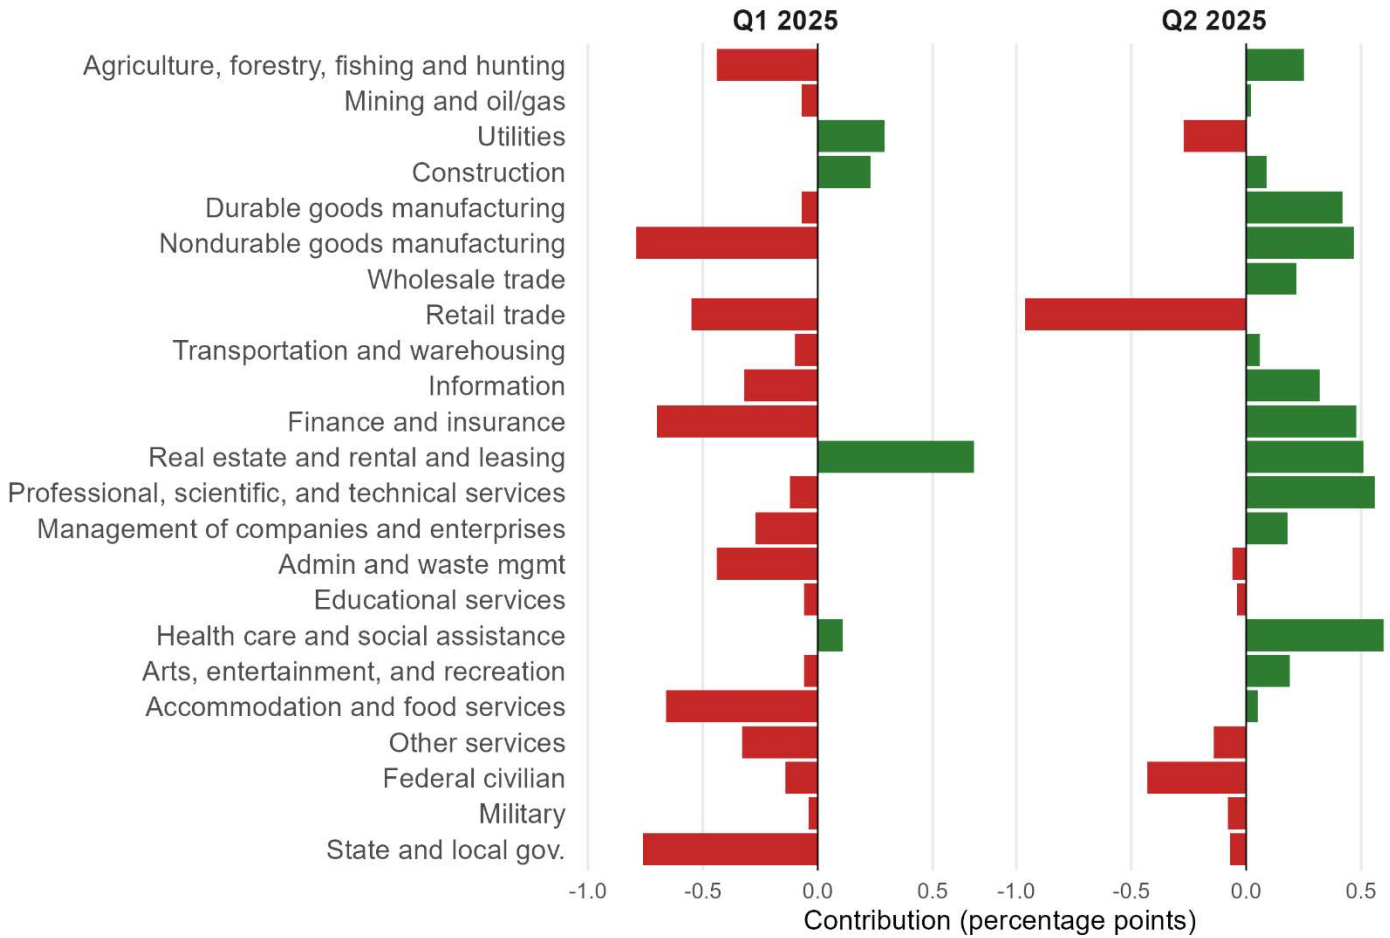 Q1 2025 Q2 2025
Agriculture, forestry, fishing and hunting
Mining and oil/gas
Utilities
Construction
Durable goods manufacturing
Nondurable goods manufacturing
Wholesale trade
Retail trade
Transportation and warehousing
Information
Finance and insurance
Real estate and rental and leasing
Professional, scientific, and technical services
Management of companies and enterprises
Admin and waste mgmt
Educational services
Health care and social assistance
Arts, entertainment, and recreation
Accommodation and food services
Other services
Federal civilian
Military
State and local gov.
-1.0 -0.5 0.0 0.5 -1.0 -0.5 0.0 0.5
Contribution (percentage points)